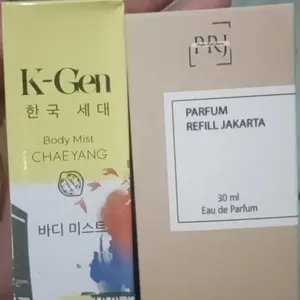 K-Gen
한국 세대
Body Mist
CHAEYANG
바디 미스트
PRJ
PARFUM
REFILL JAKARTA
30 ml
Eau de Parfum